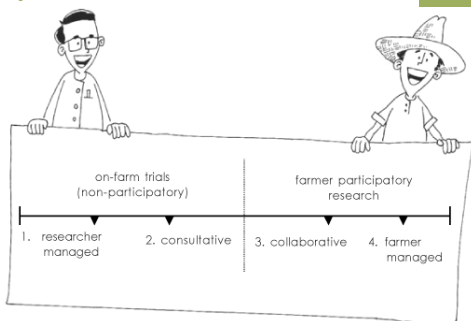 on-farm trials
(non-participatory)
farmer participatory
research
1. researcher
managed
2. consultative
3. collaborative
4. farmer
managed